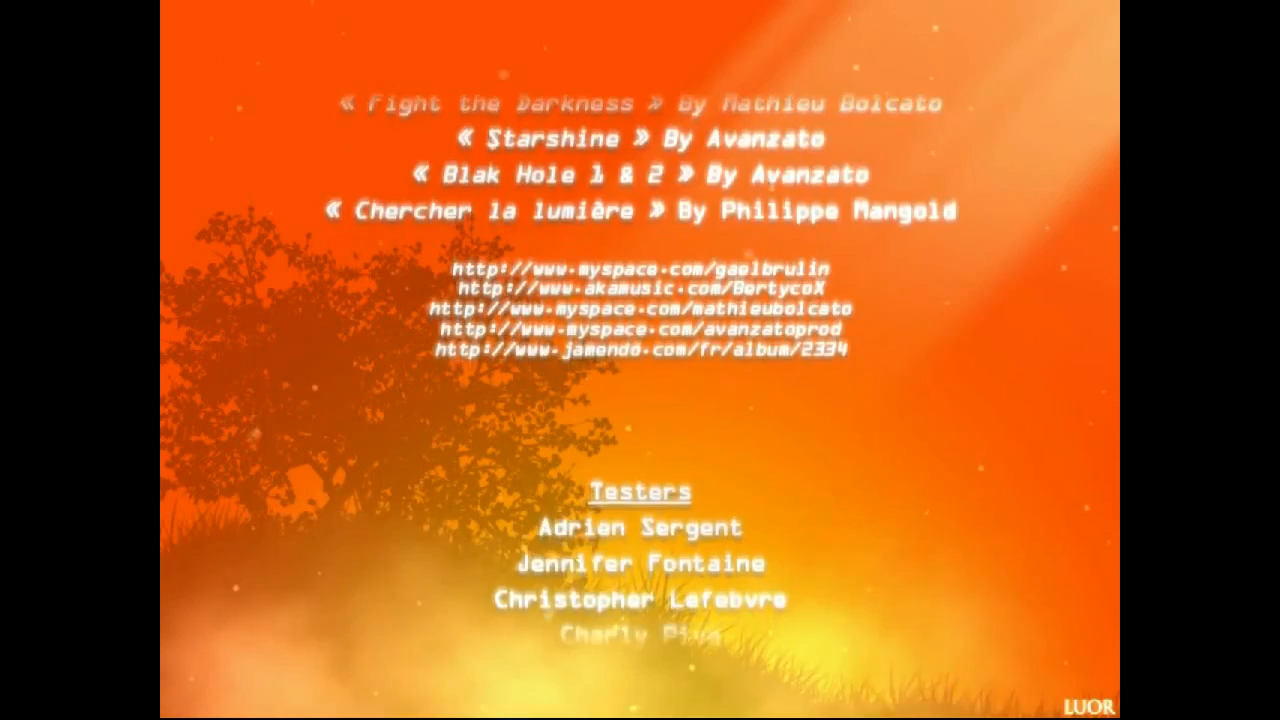 « Fight the Darkness » By Mathieu Bolcato
« Starshine » By Avanzato
« Blak Hole 1 & 2 » By Avanzato
« Chercher la lumière » By Philippe Mangold
http://www.myspace.com/gaelbrulin
http://www.akamusic.com/BertycoX
http://www.myspace.com/mathieubolcato
http://www.myspace.com/avanzatoprod
http://www.jamendo.com/fr/album/2334
Testers
Adrien Sergent
Jennifer Fontaine
Christopher Lefebvre
Charly
LUOR